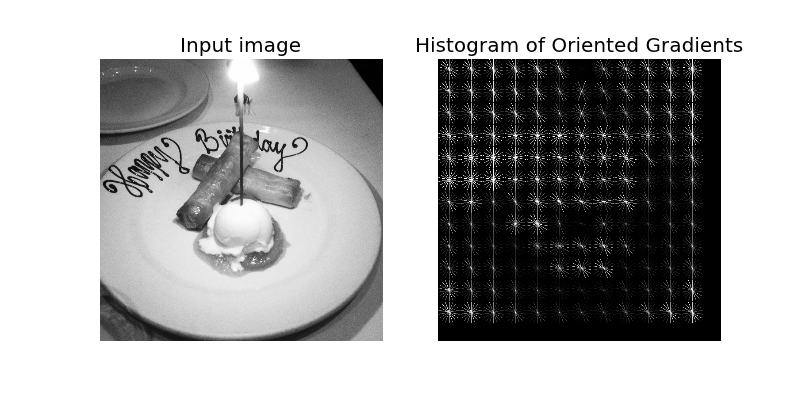 Input image
Histogram of Oriented Gradients
Happy Birthday